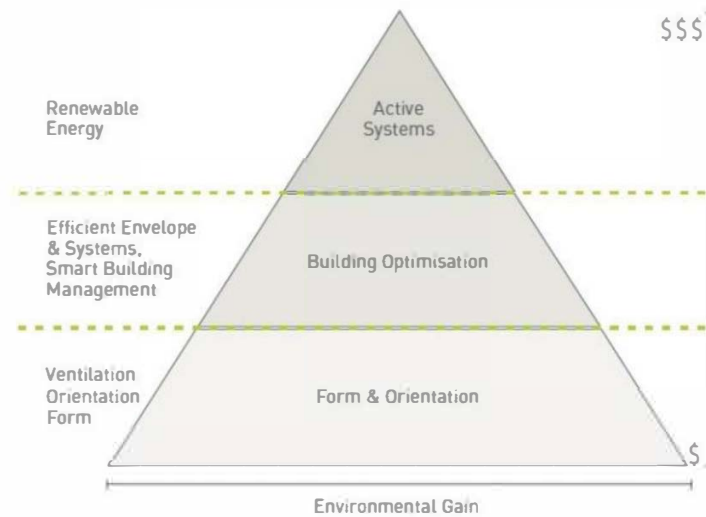 $$$
Renewable
Energy
Active
Systems
Efficient Envelope
& Systems,
Smart Building
Management
Building Optimisation
Ventilation
Orientation
Form
Form & Orientation
$
Environmental Gain